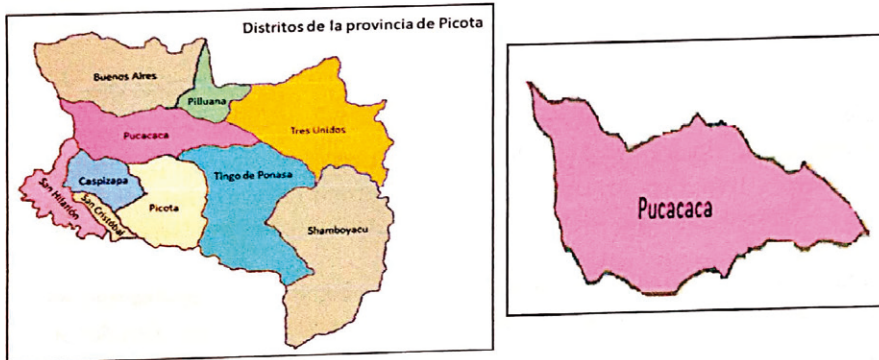 Distritos de la provincia de Picota
Buenos Aires
Pilluana
Pucacaca
Tres Unidos
Caspizapa
Tingo de Ponasa
San Hilarión
San Cristóbal
Picota
Shamboyacu
Pucacaca